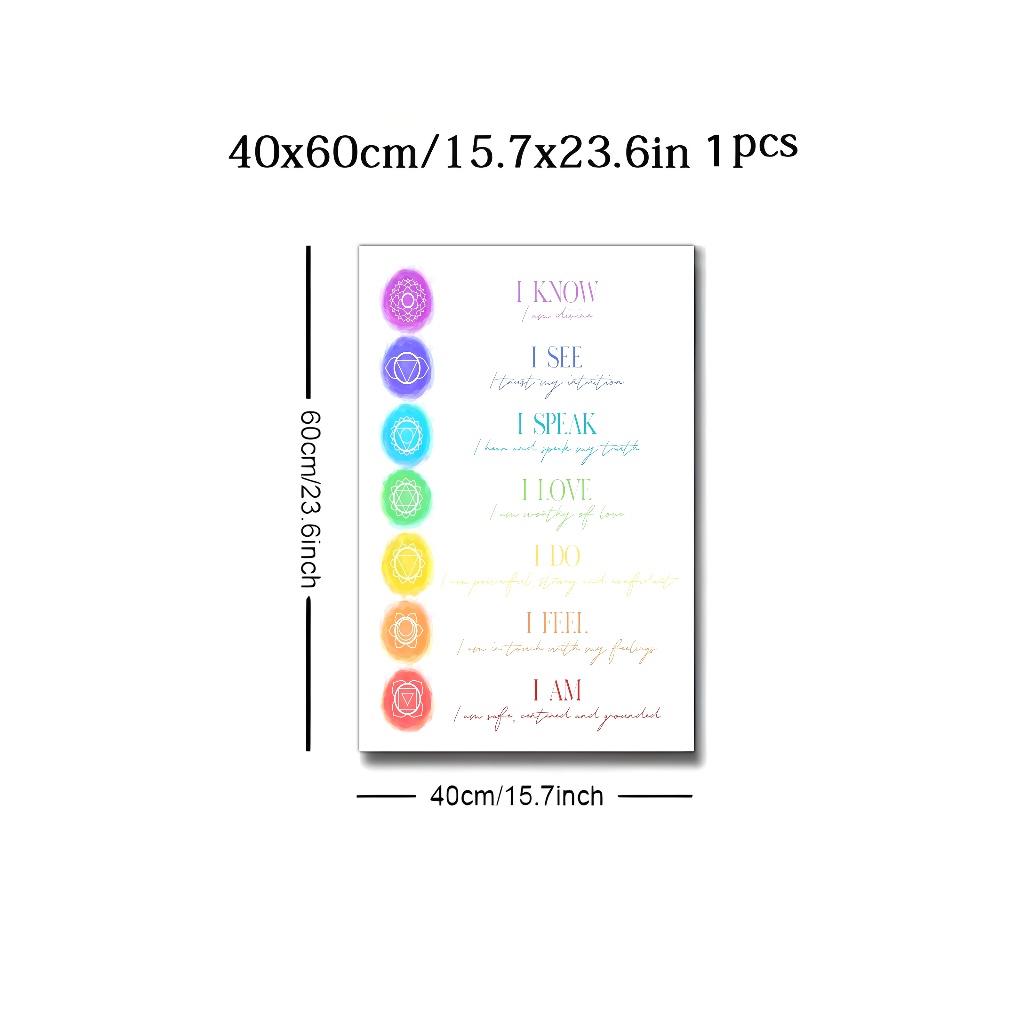 40x60cm/15.7x23.6in 1pcs
I KNOW
I am divine
I SEE
I trust my intuition
I SPEAK
I hear and speak my truth
I LOVE
I am worthy of love
I DO
I am powerful, strong and confident
I FEEL
I am in touch with my feelings
I AM
I am safe, centered and grounded
60cm/23.6inch
40cm/15.7inch